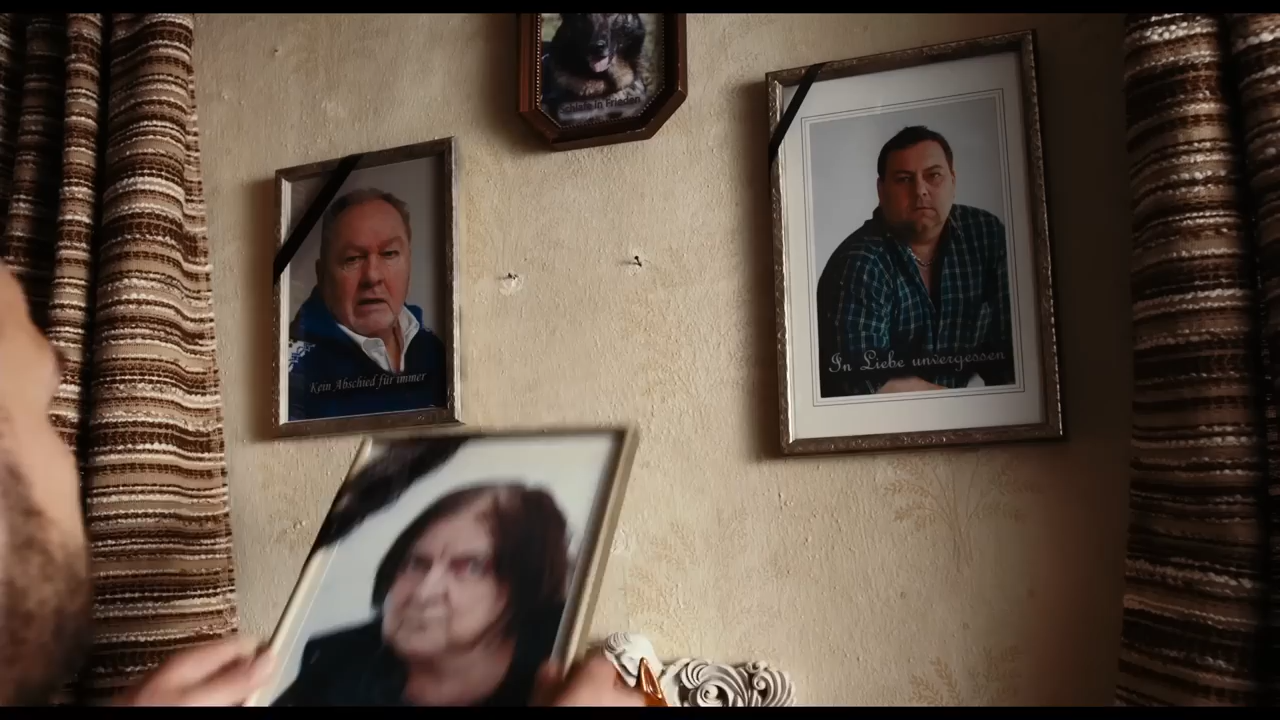 Schlafe in Frieden
Kein Abschied für immer
In Liebe unvergessen